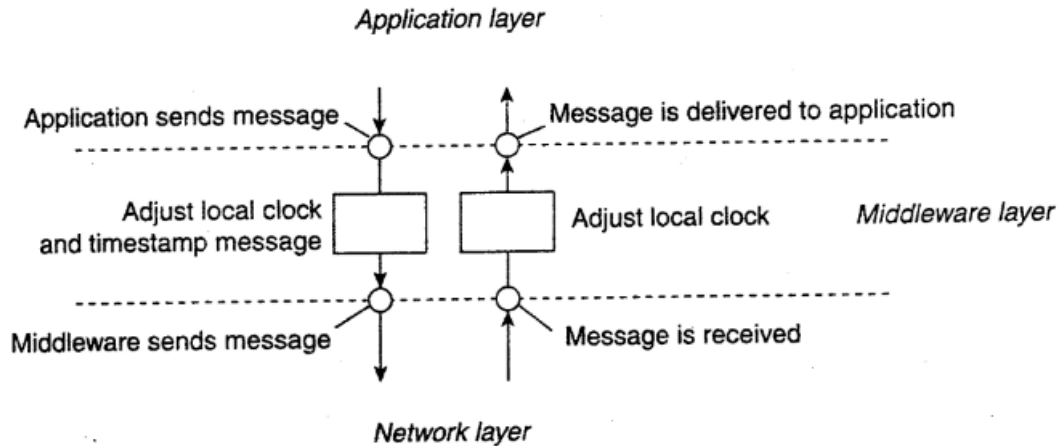 Application layer
Application sends message
Message is delivered to application
Adjust local clock
and timestamp message
Adjust local clock
Middleware layer
Middleware sends message
Message is received
Network layer